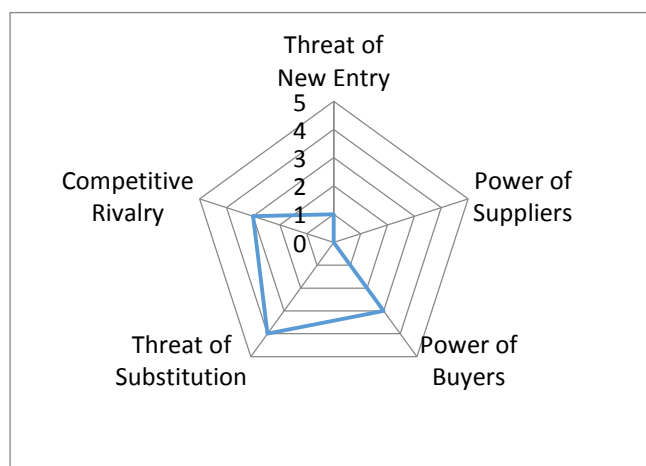 Threat of
New Entry
5
4
3
2
1
0
Power of
Suppliers
Power of
Buyers
Threat of
Substitution
Competitive
Rivalry